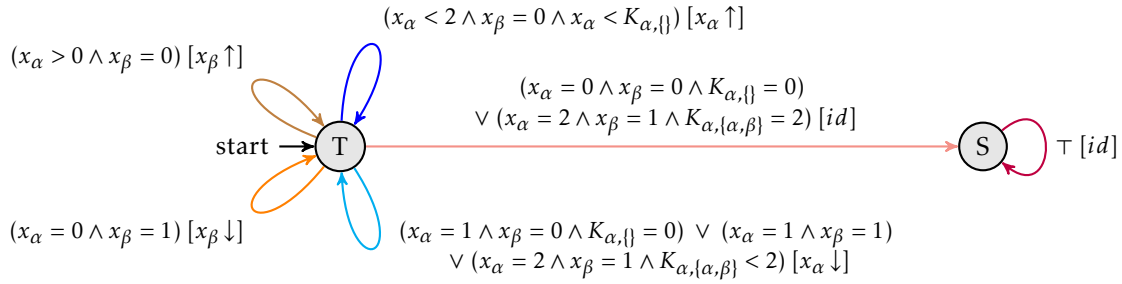 (x_α < 2 ∧ x_β = 0 ∧ x_α < K_{α,{}}) [x_α ↑]
(x_α > 0 ∧ x_β = 0) [x_β ↑]
(x_α = 0 ∧ x_β = 0 ∧ K_{α,{}} = 0)
∨ (x_α = 2 ∧ x_β = 1 ∧ K_{α,{α,β}} = 2) [id]
start
T
S
⊤ [id]
(x_α = 0 ∧ x_β = 1) [x_β ↓]
(x_α = 1 ∧ x_β = 0 ∧ K_{α,{}} = 0) ∨ (x_α = 1 ∧ x_β = 1)
∨ (x_α = 2 ∧ x_β = 1 ∧ K_{α,{α,β}} < 2) [x_α ↓]